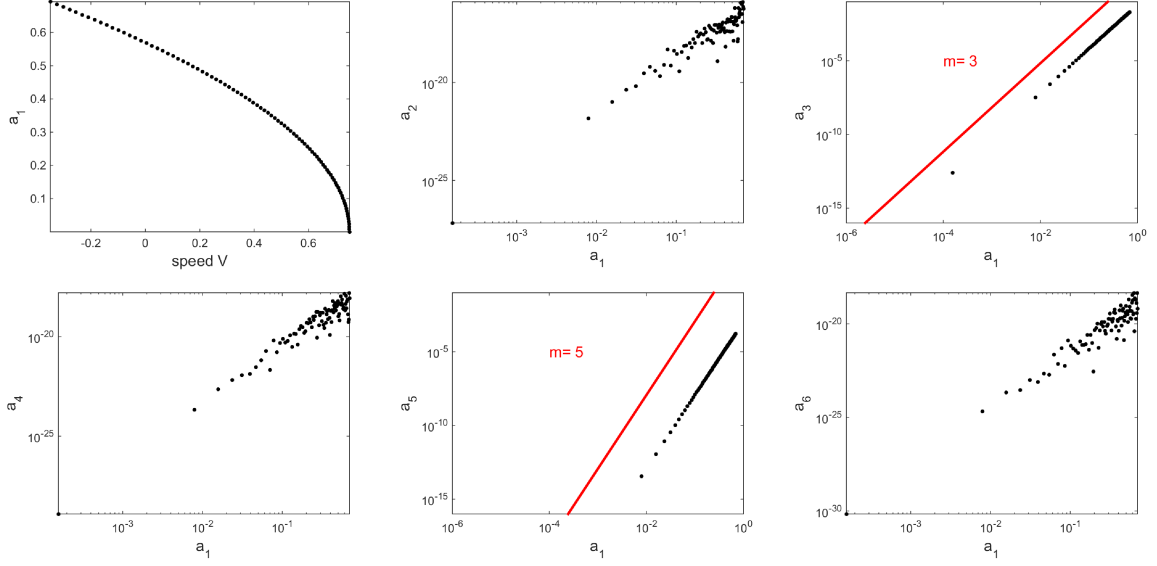 0.6
0.5
0.4
0.3
0.2
0.1
a₁
-0.2 0 0.2 0.4 0.6
speed V
10⁻²⁰
10⁻²⁵
a₂
10⁻³ 10⁻² 10⁻¹
a₁
10⁻⁵
10⁻¹⁰
10⁻¹⁵
a₃
m= 3
10⁻⁶ 10⁻⁴ 10⁻² 10⁰
a₁
10⁻²⁰
10⁻²⁵
a₄
10⁻³ 10⁻² 10⁻¹
a₁
10⁻⁵
10⁻¹⁰
10⁻¹⁵
a₅
m= 5
10⁻⁶ 10⁻⁴ 10⁻² 10⁰
a₁
10⁻²⁰
10⁻²⁵
10⁻³⁰
a₆
10⁻³ 10⁻² 10⁻¹
a₁